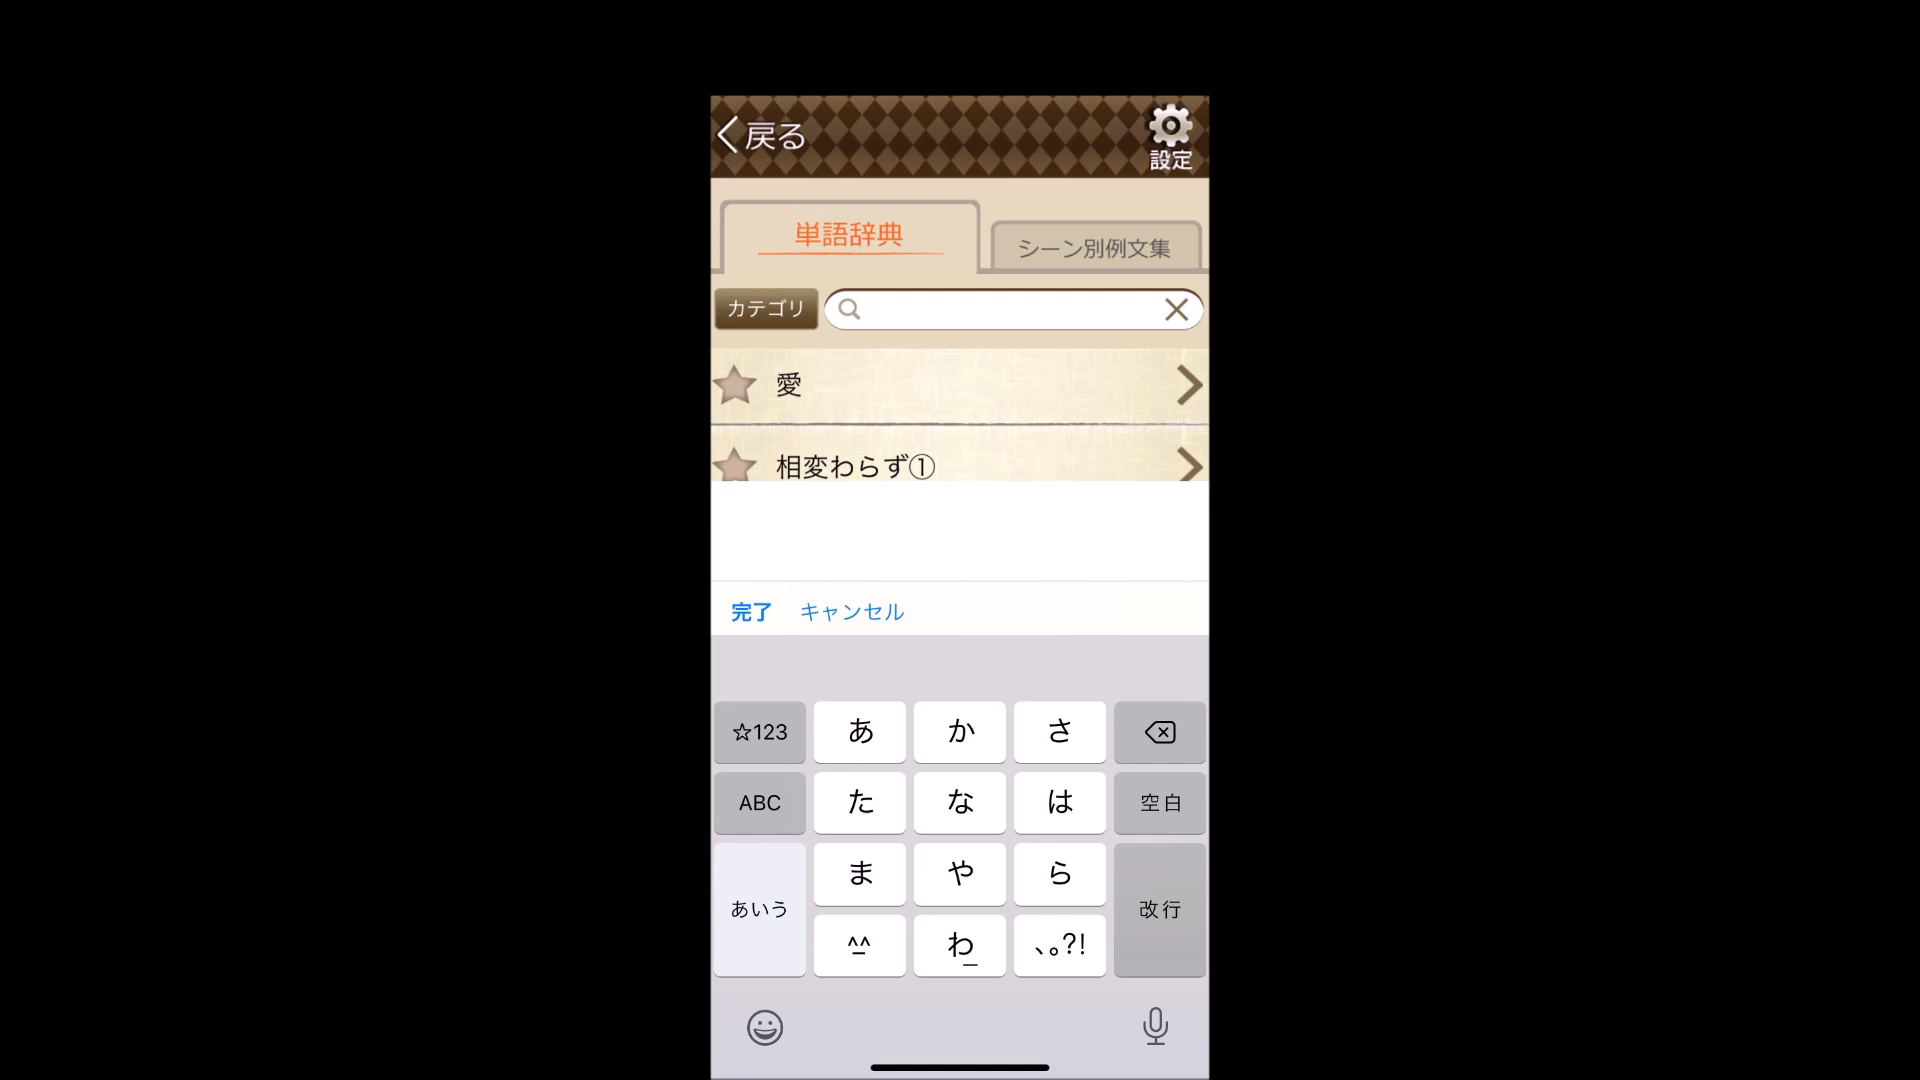 戻る
設定
単語辞典
シーン別例文集
カテゴリ
愛
相変わらず①
完了 キャンセル
☆123 あ か さ
ABC た な は 空白
ま や ら
あいう 改行
^^ わ 、。?!